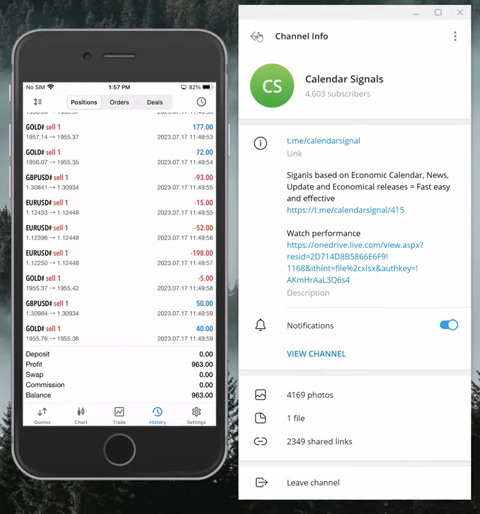 No SIM 1:57 PM 82%
Positions Orders Deals
GOLD# sell 1 177.00
1957.14 → 1955.37 2023.07.17 11:49:53
GOLD# sell 1 72.00
1956.07 → 1955.35 2023.07.17 11:49:54
GBPUSD# sell 1 -93.00
1.30841 → 1.30934 2023.07.17 11:49:55
EURUSD# sell 1 -15.00
1.12433 → 1.12448 2023.07.17 11:49:55
EURUSD# sell 1 -52.00
1.12396 → 1.12448 2023.07.17 11:49:56
EURUSD# sell 1 -198.00
1.12250 → 1.12448 2023.07.17 11:49:57
GOLD# sell 1 -5.00
1955.37 → 1955.42 2023.07.17 11:49:58
GBPUSD# sell 1 50.00
1.30984 → 1.30934 2023.07.17 11:49:59
GOLD# sell 1 40.00
1955.76 → 1955.36 2023.07.17 11:49:59
Deposit 0.00
Profit 963.00
Swap 0.00
Commission 0.00
Balance 963.00
Quotes Chart Trade History Settings
Channel Info
CS
Calendar Signals
4,603 subscribers
t.me/calendarsignal
Link
Siganls based on Economic Calendar, News,
Update and Economical releases = Fast easy
and effective
https://t.me/calendarsignal/415
Watch performance
https://onedrive.live.com/view.aspx?
resid=2D714D8B5866E6F9!
1168&ithint=file%2cxlsx&authkey=!
AKmHrAaL3Q6s4
Description
Notifications
VIEW CHANNEL
4169 photos
1 file
2349 shared links
Leave channel